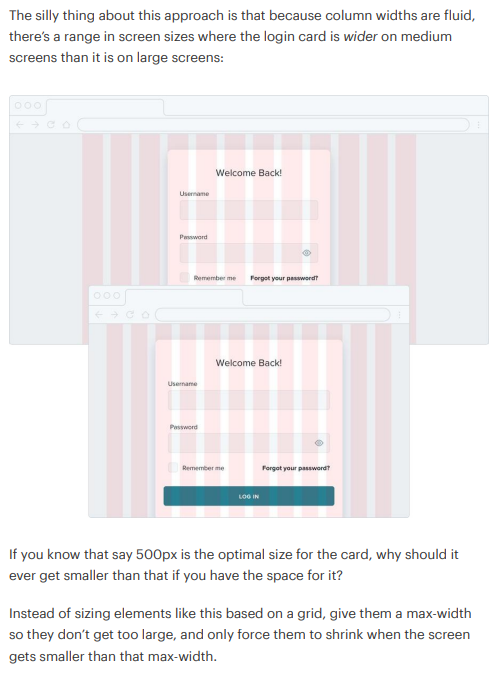 The silly thing about this approach is that because column widths are fluid,
there's a range in screen sizes where the login card is wider on medium
screens than it is on large screens:
Welcome Back!
Username
Password
Remember me Forgot your password?
Welcome Back!
Username
Password
Remember me Forgot your password?
LOG IN
If you know that say 500px is the optimal size for the card, why should it
ever get smaller than that if you have the space for it?
Instead of sizing elements like this based on a grid, give them a max-width
so they don't get too large, and only force them to shrink when the screen
gets smaller than that max-width.